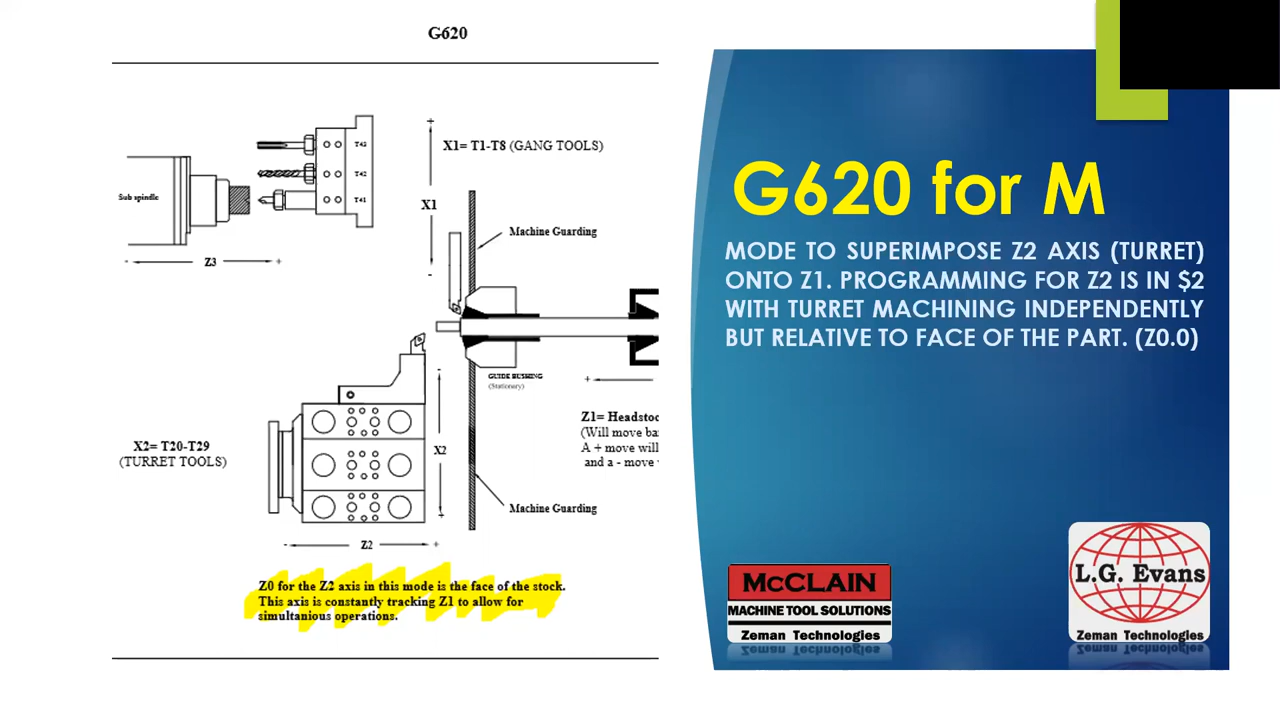 G620
X1= T1-T8 (GANG TOOLS)
T43
T42
T41
Sub spindle
X1
+
-
Machine Guarding
- Z3 +
GUIDE BUSHING
(Stationary)
+
Z1= Headstoc
(Will move ba
A + move will
and a - move
X2= T20-T29
(TURRET TOOLS)
-
X2
+
Machine Guarding
- Z2 +
Z0 for the Z2 axis in this mode is the face of the stock.
This axis is constantly tracking Z1 to allow for
simultanious operations.
G620 for M
MODE TO SUPERIMPOSE Z2 AXIS (TURRET)
ONTO Z1. PROGRAMMING FOR Z2 IS IN $2
WITH TURRET MACHINING INDEPENDENTLY
BUT RELATIVE TO FACE OF THE PART. (Z0.0)
McCLAIN
MACHINE TOOL SOLUTIONS
Zeman Technologies
L.G. Evans
Zeman Technologies